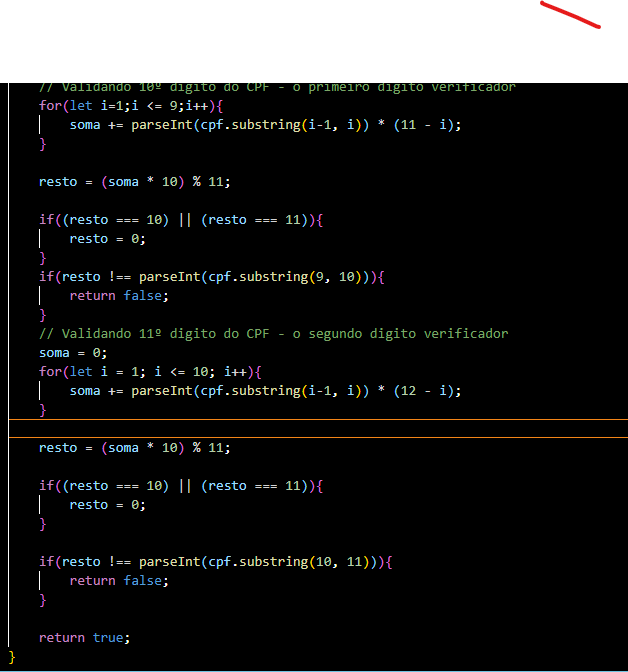 // Validando 10º digito do CPF - o primeiro digito verificador
for(let i=1;i <= 9;i++){
soma += parseInt(cpf.substring(i-1, i)) * (11 - i);
}
resto = (soma * 10) % 11;
if((resto === 10) || (resto === 11)){
resto = 0;
}
if(resto !== parseInt(cpf.substring(9, 10))){
return false;
}
// Validando 11º digito do CPF - o segundo digito verificador
soma = 0;
for(let i = 1; i <= 10; i++){
soma += parseInt(cpf.substring(i-1, i)) * (12 - i);
}
resto = (soma * 10) % 11;
if((resto === 10) || (resto === 11)){
resto = 0;
}
if(resto !== parseInt(cpf.substring(10, 11))){
return false;
}
return true;
}